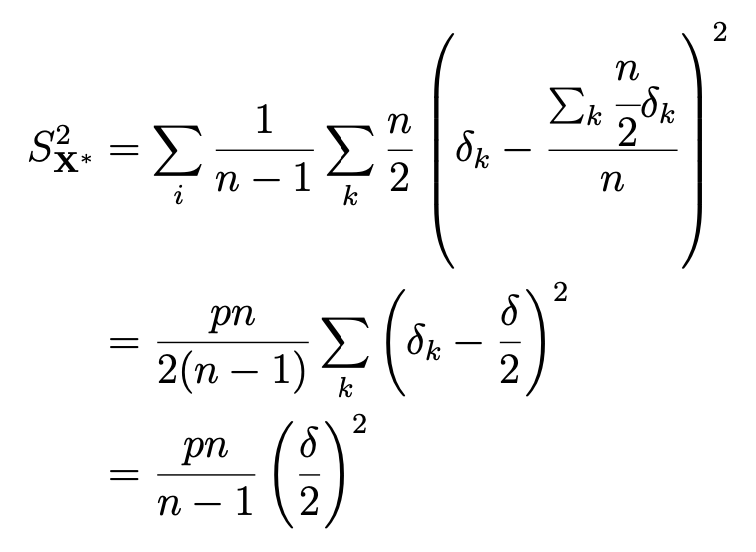 $S^2_{\mathbf{X}^*} = \sum_i \frac{1}{n-1} \sum_k \frac{n}{2} \left( \delta_k - \frac{\sum_k \frac{n}{2} \delta_k}{n} \right)^2$
$= \frac{pn}{2(n-1)} \sum_k \left( \delta_k - \frac{\delta}{2} \right)^2$
$= \frac{pn}{n-1} \left( \frac{\delta}{2} \right)^2$